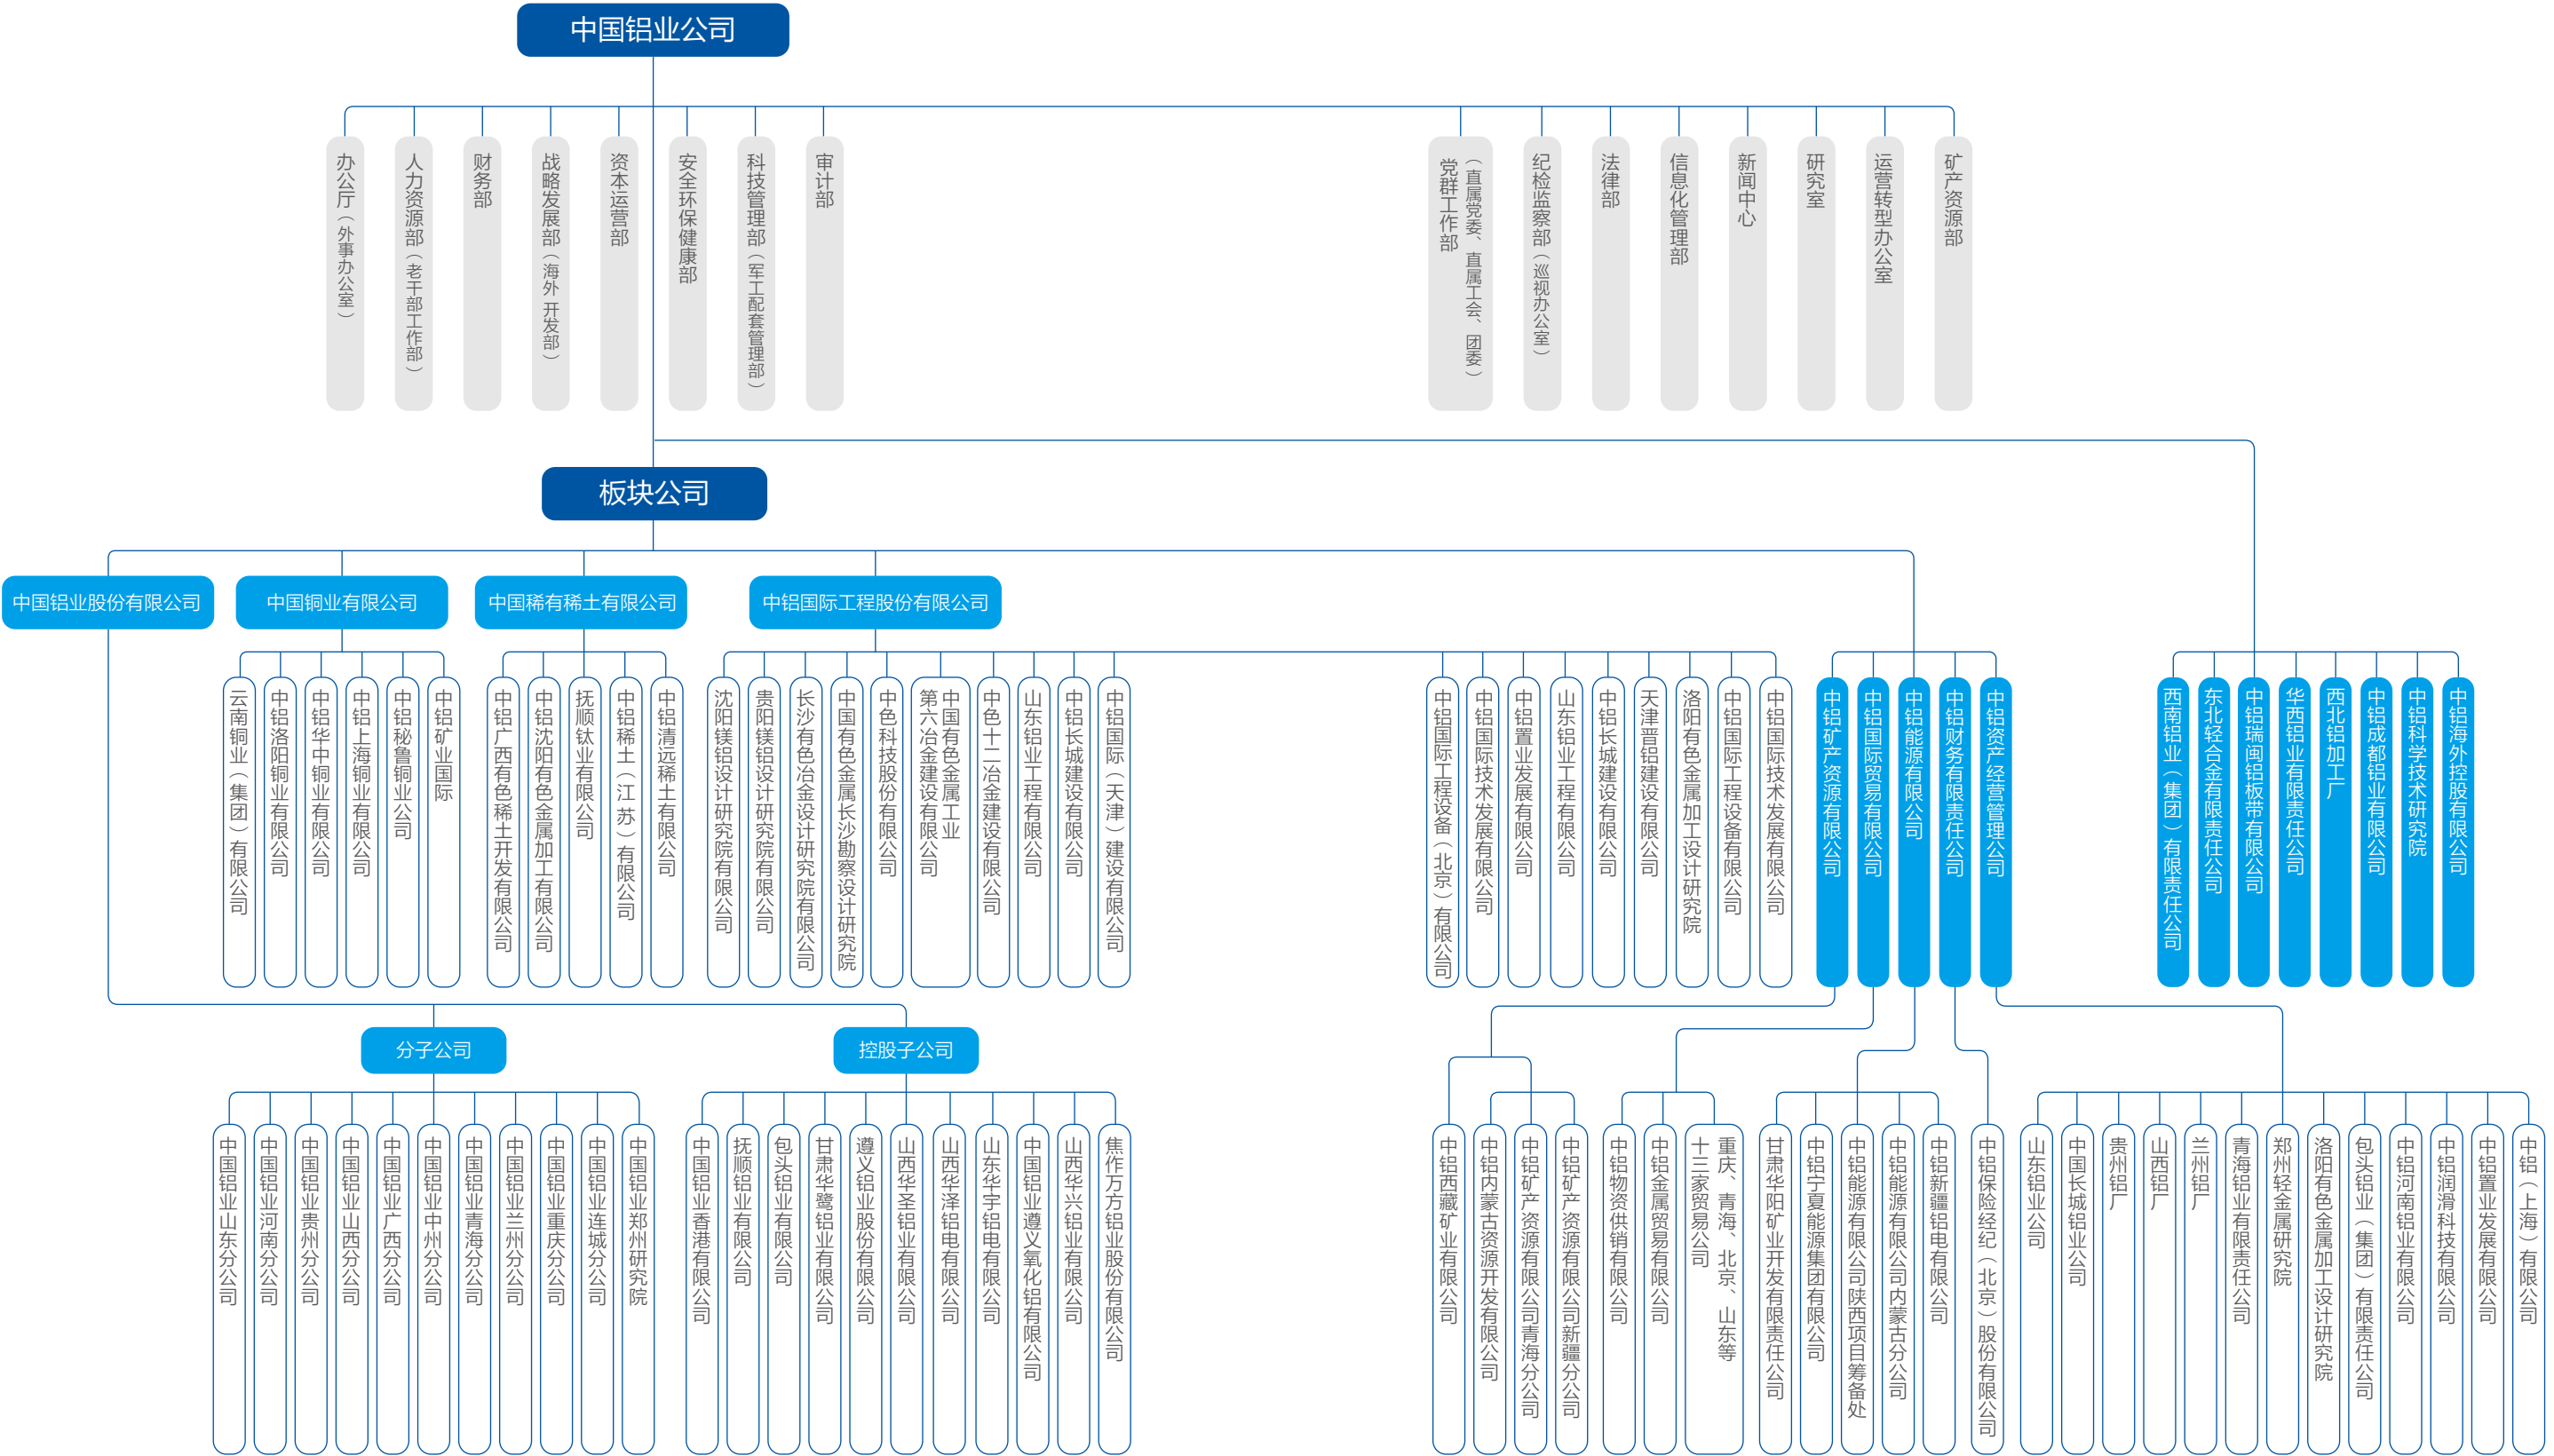 中国铝业公司
办公厅（外事办公室）
人力资源部（老干部工作部）
财务部
战略发展部（海外开发部）
资本运营部
安全环保健康部
科技管理部（军工配套管理部）
审计部
党群工作部
（直属党委、直属工会、团委）
纪检监察部（巡视办公室）
法律部
信息化管理部
新闻中心
研究室
运营转型办公室
矿产资源部
板块公司
中国铝业股份有限公司
中国铜业有限公司
中国稀有稀土有限公司
中铝国际工程股份有限公司
云南铜业（集团）有限公司
中铝洛阳铜业有限公司
中铝华中铜业有限公司
中铝上海铜业有限公司
中铝秘鲁铜业公司
中铝矿业国际
中铝广西有色稀土开发有限公司
中铝沈阳有色金属加工有限公司
抚顺钛业有限公司
中铝稀土（江苏）有限公司
中铝清远稀土有限公司
沈阳镁铝设计研究院有限公司
贵阳镁铝设计研究院有限公司
长沙有色冶金设计研究院有限公司
中国有色金属长沙勘察设计研究院
中色科技股份有限公司
中国有色金属工业
第六冶金建设有限公司
中色十二冶金建设有限公司
山东铝业工程有限公司
中铝长城建设有限公司
中铝国际（天津）建设有限公司
中铝国际工程设备（北京）有限公司
中铝国际技术发展有限公司
中铝置业发展有限公司
山东铝业工程有限公司
中铝长城建设有限公司
天津晋铝建设有限公司
洛阳有色金属加工设计研究院
中铝国际工程设备有限公司
中铝国际技术发展有限公司
中铝矿产资源有限公司
中铝国际贸易有限公司
中铝能源有限公司
中铝财务有限责任公司
中铝资产经营管理公司
西南铝业（集团）有限责任公司
东北轻合金有限责任公司
中铝瑞闽铝板带有限公司
华西铝业有限责任公司
西北铝加工厂
中铝成都铝业有限公司
中铝科学技术研究院
中铝海外控股有限公司
分子公司
控股子公司
中国铝业山东分公司
中国铝业河南分公司
中国铝业贵州分公司
中国铝业山西分公司
中国铝业广西分公司
中国铝业中州分公司
中国铝业青海分公司
中国铝业兰州分公司
中国铝业重庆分公司
中国铝业连城分公司
中国铝业郑州研究院
中国铝业香港有限公司
抚顺铝业有限公司
包头铝业有限公司
甘肃华鹭铝业有限公司
遵义铝业股份有限公司
山西华圣铝业有限公司
山西华泽铝电有限公司
山东华宇铝电有限公司
中国铝业遵义氧化铝有限公司
山西华兴铝业有限公司
焦作万方铝业股份有限公司
中铝西藏矿业有限公司
中铝内蒙古资源开发有限公司
中铝矿产资源有限公司青海分公司
中铝矿产资源有限公司新疆分公司
中铝物资供销有限公司
中铝金属贸易有限公司
重庆、青海、北京、山东等
十三家贸易公司
甘肃华阳矿业开发有限责任公司
中铝宁夏能源集团有限公司
中铝能源有限公司陕西项目筹备处
中铝能源有限公司内蒙古分公司
中铝新疆铝电有限公司
中铝保险经纪（北京）股份有限公司
山东铝业公司
中国长城铝业公司
贵州铝厂
山西铝厂
兰州铝厂
青海铝业有限责任公司
郑州轻金属研究院
洛阳有色金属加工设计研究院
包头铝业（集团）有限责任公司
中铝河南铝业有限公司
中铝润滑科技有限公司
中铝置业发展有限公司
中铝（上海）有限公司